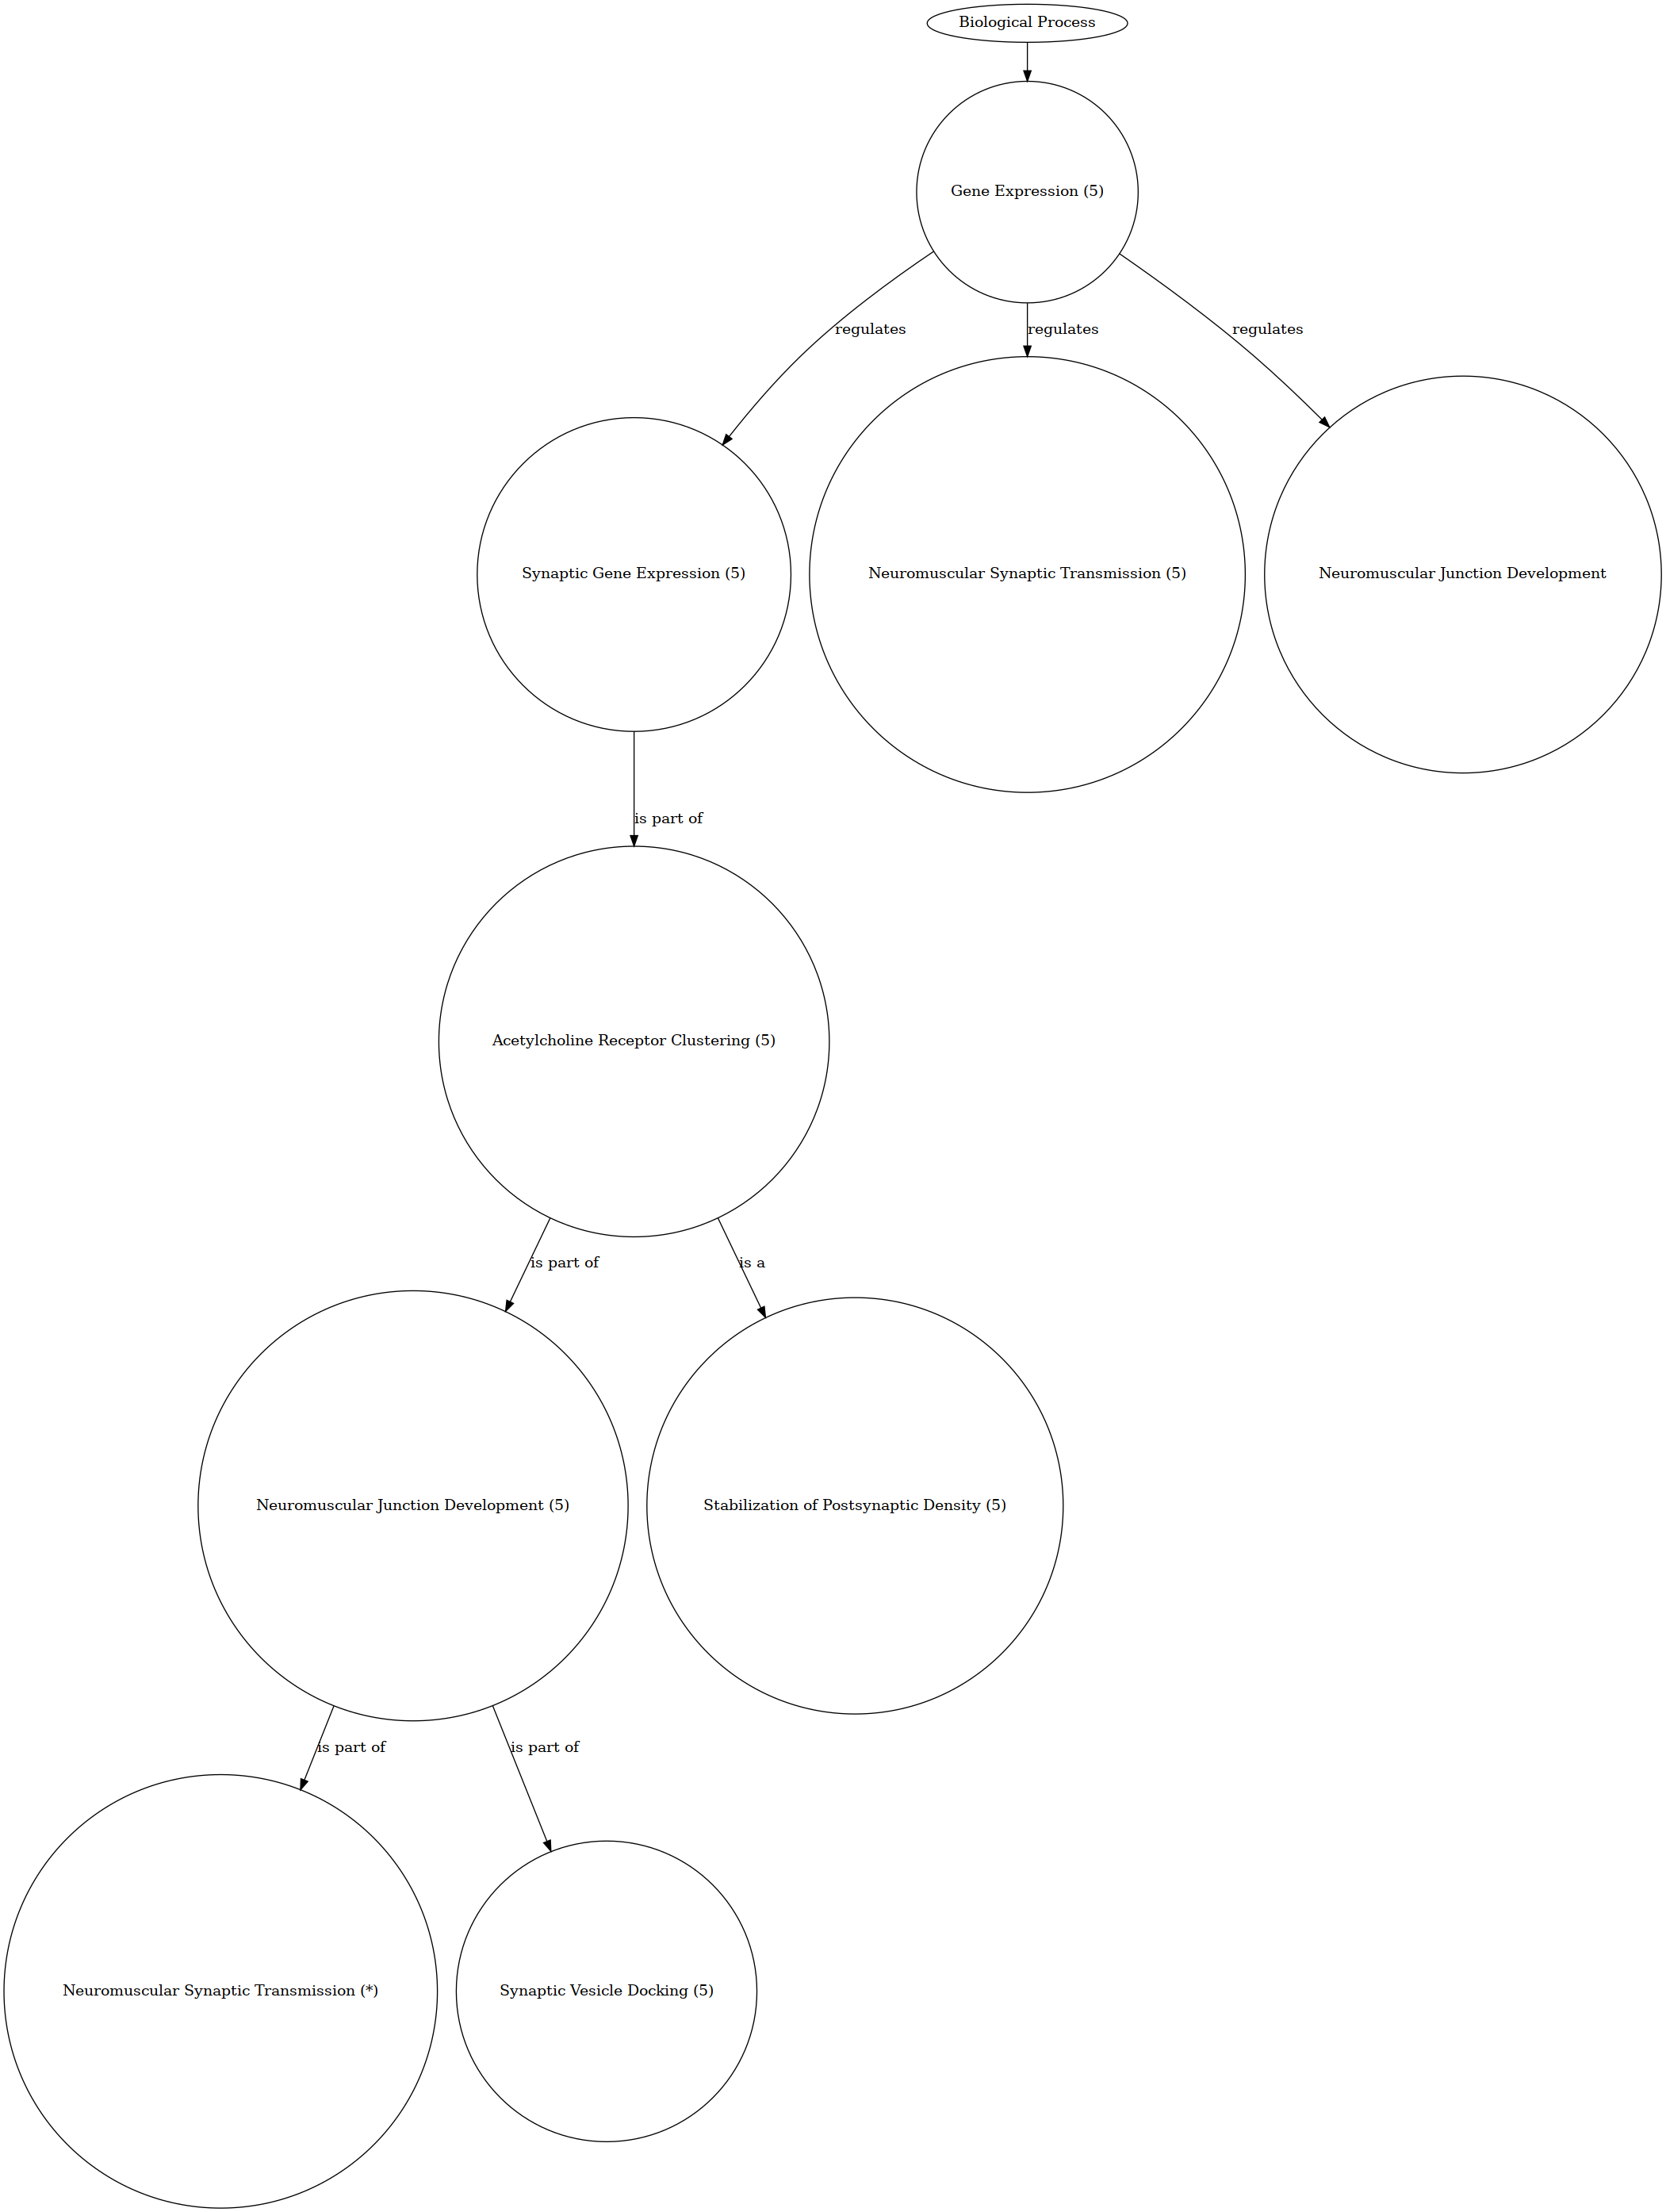 Biological Process
Gene Expression (5)
regulates
regulates
regulates
Synaptic Gene Expression (5)
Neuromuscular Synaptic Transmission (5)
Neuromuscular Junction Development
is part of
Acetylcholine Receptor Clustering (5)
is part of
is a
Neuromuscular Junction Development (5)
Stabilization of Postsynaptic Density (5)
is part of
is part of
Neuromuscular Synaptic Transmission (*)
Synaptic Vesicle Docking (5)